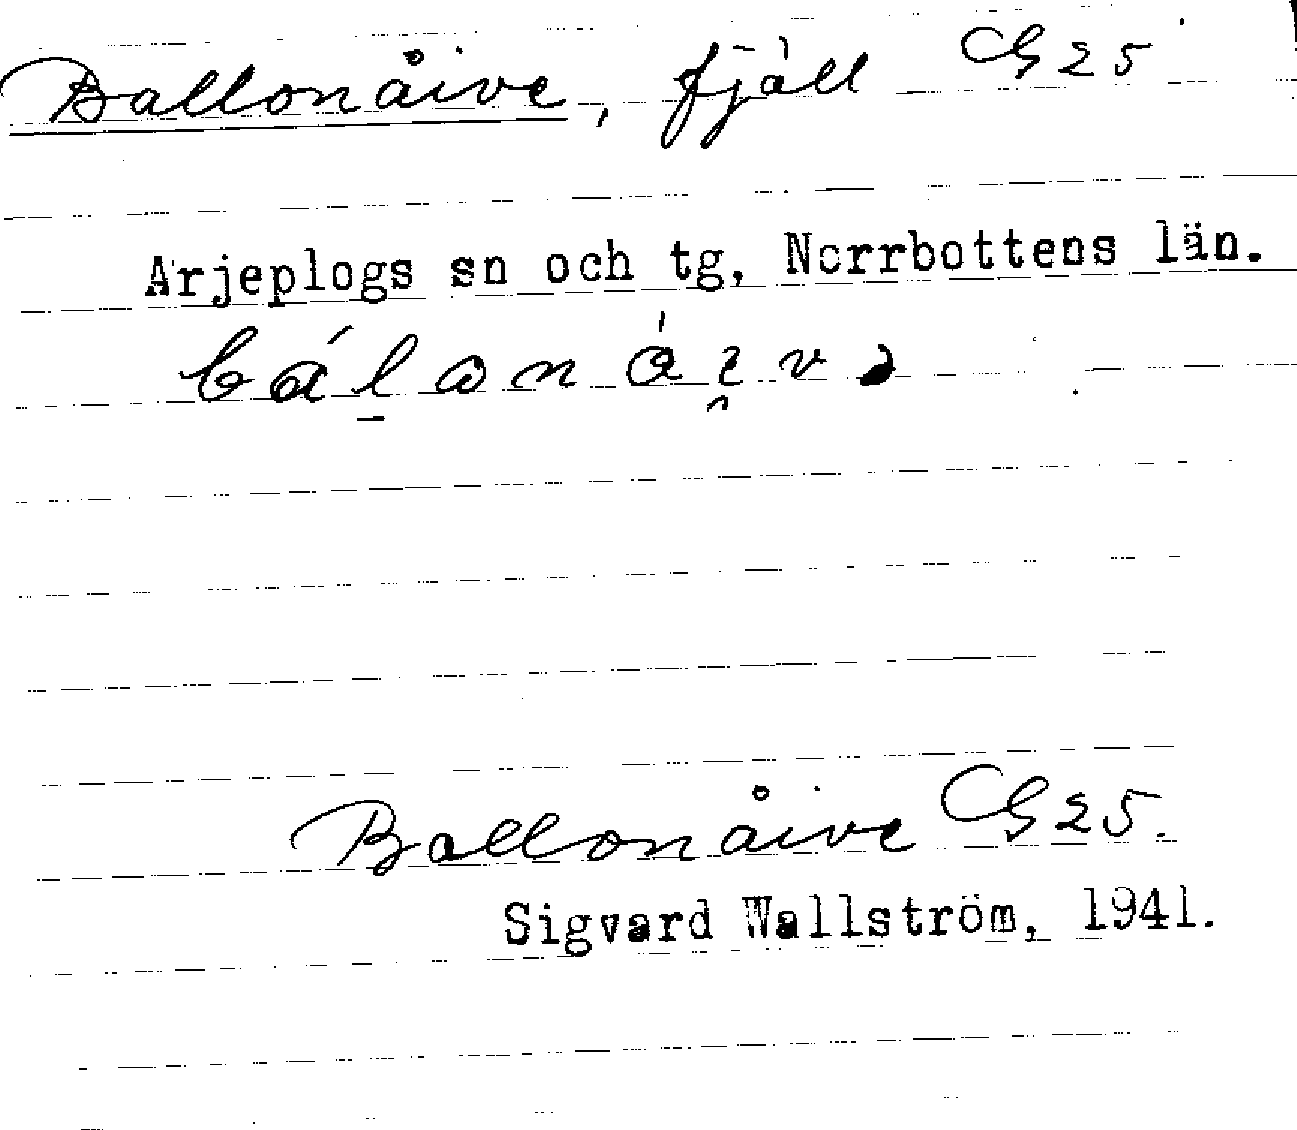 Ballonåive, fjäll G25
Arjeplogs sn och tg, Norrbottens län.
Ballonåive G25.
Sigvard Wallström, 1941.